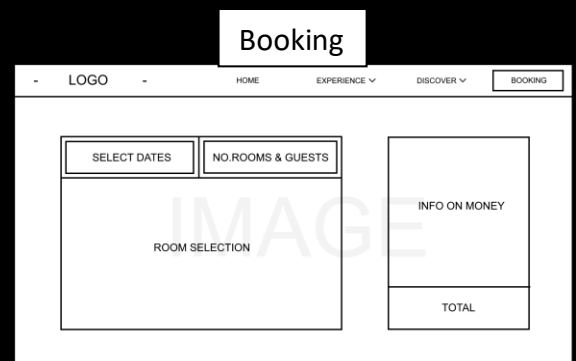 Booking
- LOGO - HOME EXPERIENCE DISCOVER BOOKING
SELECT DATES NO.ROOMS & GUESTS
IMAGE
INFO ON MONEY
ROOM SELECTION
TOTAL